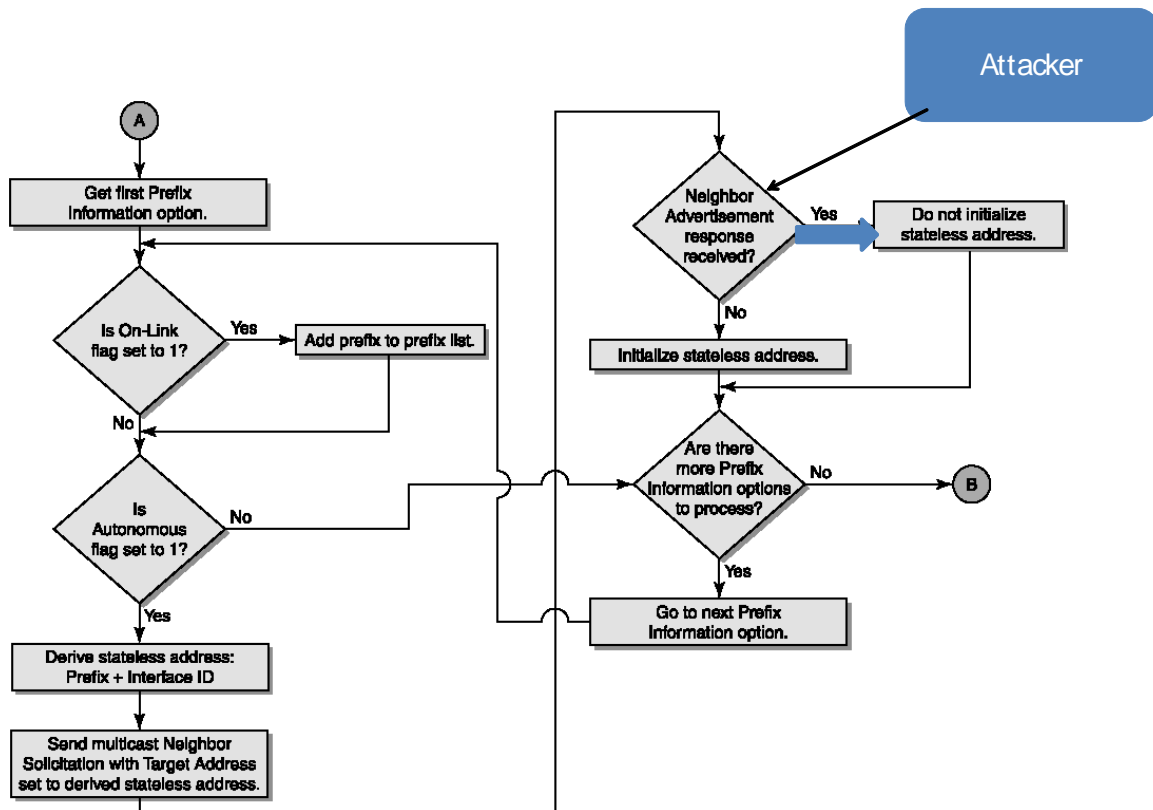 Attacker
A
Get first Prefix
Information option.
Is On-Link
flag set to 1?
Yes
Add prefix to prefix list.
No
Is
Autonomous
flag set to 1?
No
Yes
Derive stateless address:
Prefix + Interface ID
Send multicast Neighbor
Solicitation with Target Address
set to derived stateless address.
Neighbor
Advertisement
response
received?
Yes
Do not initialize
stateless address.
No
Initialize stateless address.
Are there
more Prefix
Information options
to process?
No
B
Yes
Go to next Prefix
Information option.